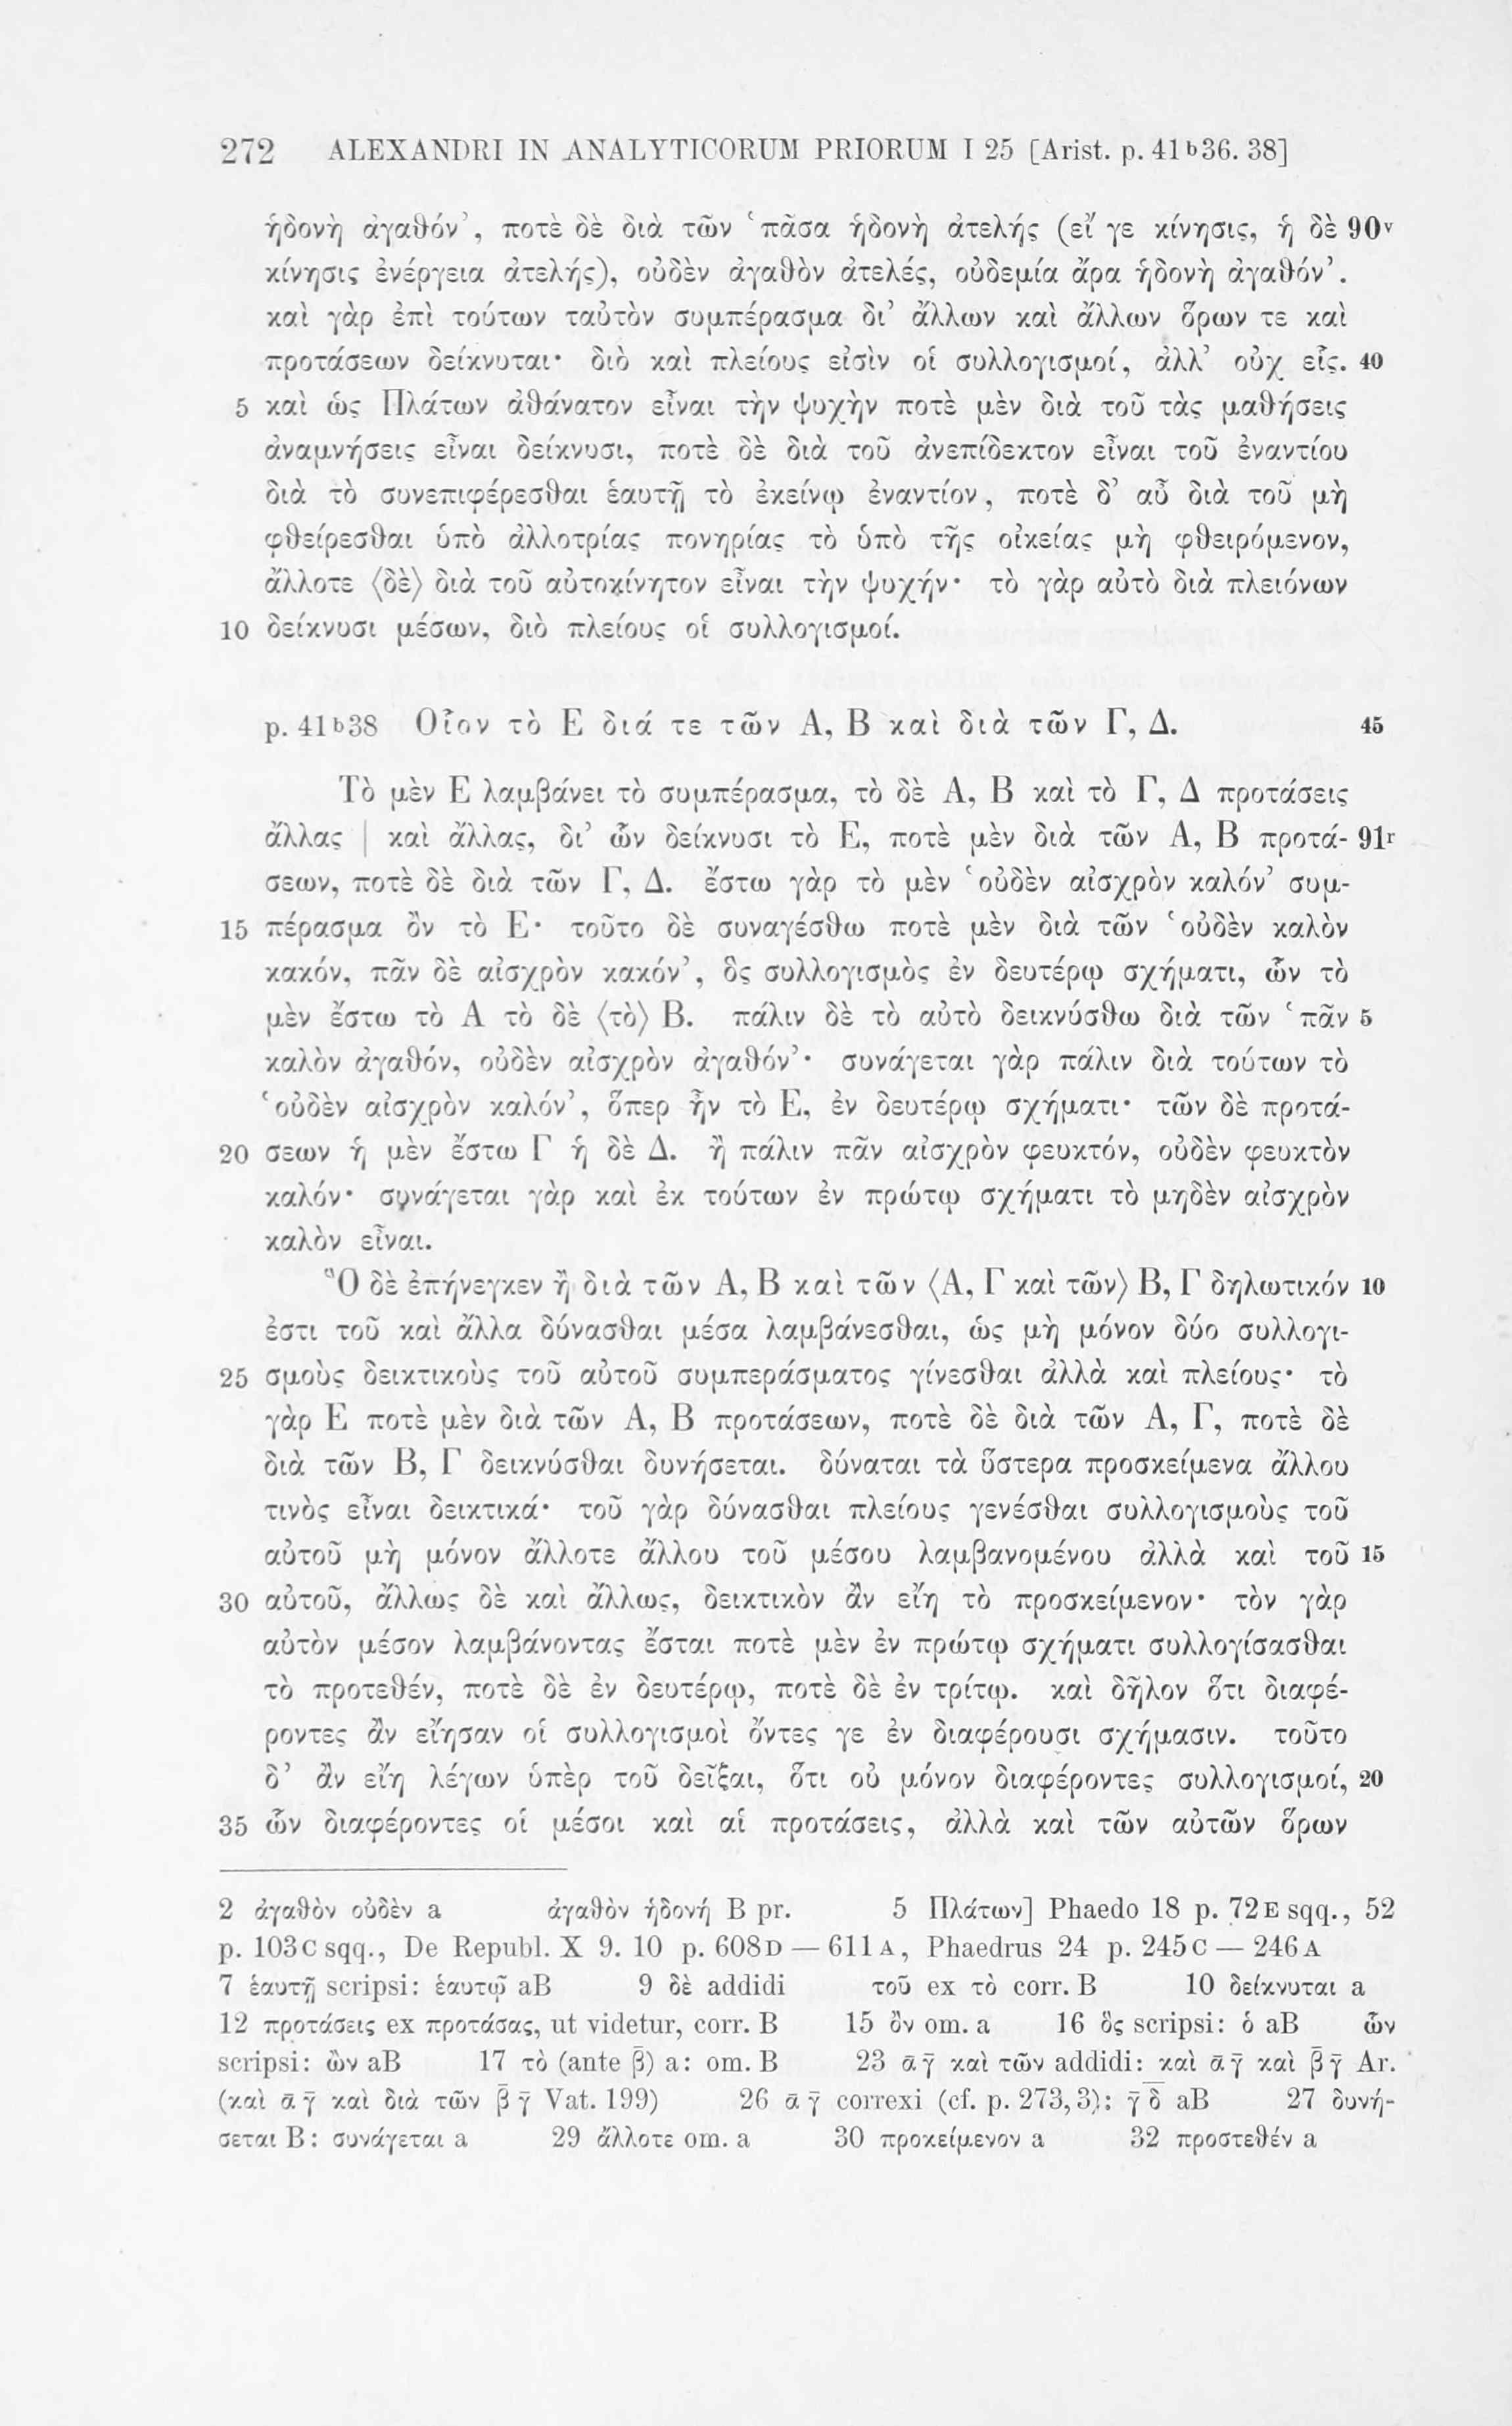 272 ALEXANDRI IN ANALYTICORUM PRIORUM I 25 [Arist. p. 41ᵇ36. 38]
ἡδονὴ ἀγαθόν’, ποτὲ δὲ διὰ τῶν ‘πᾶσα ἡδονὴ ἀτελής (εἴ γε κίνησις, ἡ δὲ 90ᵛ
κίνησις ἐνέργεια ἀτελής), οὐδὲν ἀγαθὸν ἀτελές, οὐδεμία ἄρα ἡδονὴ ἀγαθόν’.
καὶ γὰρ ἐπὶ τούτων ταὐτὸν συμπέρασμα δι’ ἄλλων καὶ ἄλλων ὅρων τε καὶ
προτάσεων δείκνυται· διὸ καὶ πλείους εἰσὶν οἱ συλλογισμοί, ἀλλ’ οὐχ εἷς. 40
5 καὶ ὡς Πλάτων ἀθάνατον εἶναι τὴν ψυχὴν ποτὲ μὲν διὰ τοῦ τὰς μαθήσεις
ἀναμνήσεις εἶναι δείκνυσι, ποτὲ δὲ διὰ τοῦ ἀνεπίδεκτον εἶναι τοῦ ἐναντίου
διὰ τὸ συνεπιφέρεσθαι ἑαυτῇ τὸ ἐκείνῳ ἐναντίον, ποτὲ δ’ αὖ διὰ τοῦ μὴ
φθείρεσθαι ὑπὸ ἀλλοτρίας πονηρίας τὸ ὑπὸ τῆς οἰκείας μὴ φθειρόμενον,
ἄλλοτε ⟨δὲ⟩ διὰ τοῦ αὐτοκίνητον εἶναι τὴν ψυχήν· τὸ γὰρ αὐτὸ διὰ πλειόνων
10 δείκνυσι μέσων, διὸ πλείους οἱ συλλογισμοί.
p. 41ᵇ38 Οἷον τὸ Ε διά τε τῶν Α, Β καὶ διὰ τῶν Γ, Δ. 45
Τὸ μὲν Ε λαμβάνει τὸ συμπέρασμα, τὸ δὲ Α, Β καὶ τὸ Γ, Δ προτάσεις
ἄλλας | καὶ ἄλλας, δι’ ὧν δείκνυσι τὸ Ε, ποτὲ μὲν διὰ τῶν Α, Β προτά- 91ʳ
σεων, ποτὲ δὲ διὰ τῶν Γ, Δ. ἔστω γὰρ τὸ μὲν ‘οὐδὲν αἰσχρὸν καλόν’ συμ-
15 πέρασμα ὂν τὸ Ε· τοῦτο δὲ συναγέσθω ποτὲ μὲν διὰ τῶν ‘οὐδὲν καλὸν
κακόν, πᾶν δὲ αἰσχρὸν κακόν’, ὃς συλλογισμὸς ἐν δευτέρῳ σχήματι, ὧν τὸ
μὲν ἔστω τὸ Α τὸ δὲ ⟨τὸ⟩ Β. πάλιν δὲ τὸ αὐτὸ δεικνύσθω διὰ τῶν ‘πᾶν 5
καλὸν ἀγαθόν, οὐδὲν αἰσχρὸν ἀγαθόν’· συνάγεται γὰρ πάλιν διὰ τούτων τὸ
‘οὐδὲν αἰσχρὸν καλόν’, ὅπερ ἦν τὸ Ε, ἐν δευτέρῳ σχήματι· τῶν δὲ προτά-
20 σεων ἡ μὲν ἔστω Γ ἡ δὲ Δ. ἢ πάλιν πᾶν αἰσχρὸν φευκτόν, οὐδὲν φευκτὸν
καλόν· συνάγεται γὰρ καὶ ἐκ τούτων ἐν πρώτῳ σχήματι τὸ μηδὲν αἰσχρὸν
καλὸν εἶναι.
Ὃ δὲ ἐπήνεγκεν ἢ διὰ τῶν Α, Β καὶ τῶν ⟨Α, Γ καὶ τῶν⟩ Β, Γ δηλωτικόν 10
ἐστι τοῦ καὶ ἄλλα δύνασθαι μέσα λαμβάνεσθαι, ὡς μὴ μόνον δύο συλλογι-
25 σμοὺς δεικτικοὺς τοῦ αὐτοῦ συμπεράσματος γίνεσθαι ἀλλὰ καὶ πλείους· τὸ
γὰρ Ε ποτὲ μὲν διὰ τῶν Α, Β προτάσεων, ποτὲ δὲ διὰ τῶν Α, Γ, ποτὲ δὲ
διὰ τῶν Β, Γ δεικνύσθαι δυνήσεται. δύναται τὰ ὕστερα προσκείμενα ἄλλου
τινὸς εἶναι δεικτικά· τοῦ γὰρ δύνασθαι πλείους γενέσθαι συλλογισμοὺς τοῦ
αὐτοῦ μὴ μόνον ἄλλοτε ἄλλου τοῦ μέσου λαμβανομένου ἀλλὰ καὶ τοῦ 15
30 αὐτοῦ, ἄλλως δὲ καὶ ἄλλως, δεικτικὸν ἂν εἴη τὸ προσκείμενον· τὸν γὰρ
αὐτὸν μέσον λαμβάνοντας ἔσται ποτὲ μὲν ἐν πρώτῳ σχήματι συλλογίσασθαι
τὸ προτεθέν, ποτὲ δὲ ἐν δευτέρῳ, ποτὲ δὲ ἐν τρίτῳ. καὶ δῆλον ὅτι διαφέ-
ροντες ἂν εἴησαν οἱ συλλογισμοὶ ὄντες γε ἐν διαφέρουσι σχήμασιν. τοῦτο
δ’ ἂν εἴη λέγων ὑπὲρ τοῦ δεῖξαι, ὅτι οὐ μόνον διαφέροντες συλλογισμοί, 20
35 ὧν διαφέροντες οἱ μέσοι καὶ αἱ προτάσεις, ἀλλὰ καὶ τῶν αὐτῶν ὅρων
2 ἀγαθὸν οὐδὲν a ἀγαθὸν ἡδονή B pr. 5 Πλάτων] Phaedo 18 p. 72E sqq., 52
p. 103C sqq., De Republ. X 9. 10 p. 608D — 611A, Phaedrus 24 p. 245C — 246A
7 ἑαυτῇ scripsi: ἑαυτῷ aB 9 δὲ addidi τοῦ ex τὸ corr. B 10 δείκνυται a
12 προτάσεις ex προτάσας, ut videtur, corr. B 15 ὂν om. a 16 ὃς scripsi: ὁ aB ὧν
scripsi: ὢν aB 17 τὸ (ante β̄) a: om. B 23 ᾱ γ̄ καὶ τῶν addidi: καὶ ᾱ γ̄ καὶ β̄ γ̄ Ar.
(καὶ ᾱ γ̄ καὶ διὰ τῶν β̄ γ̄ Vat. 199) 26 ᾱ γ̄ correxi (cf. p. 273,3): γ̄ δ̄ aB 27 δυνή-
σεται B: συνάγεται a 29 ἄλλοτε om. a 30 προκείμενον a 32 προστεθέν a